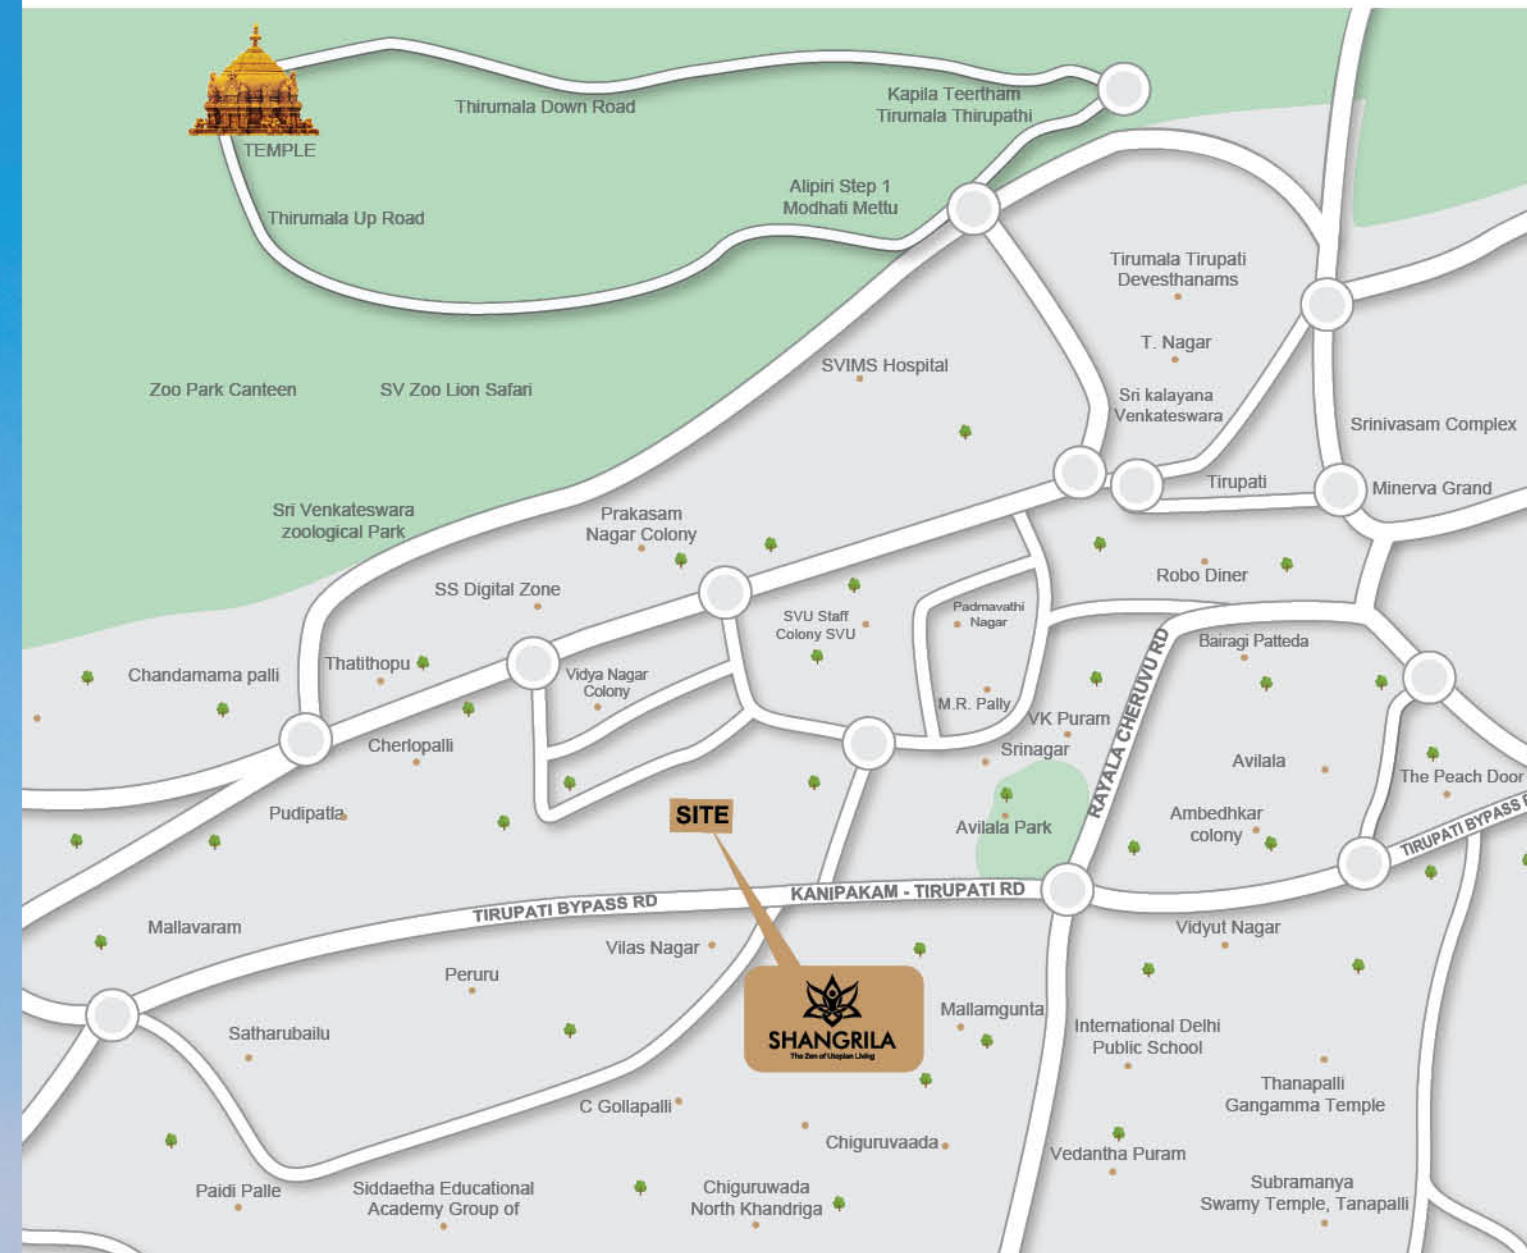 Thirumala Down Road
Kapila Teertham
Tirumala Thirupathi
TEMPLE
Alipiri Step 1
Modhati Mettu
Thirumala Up Road
Tirumala Tirupati
Devesthanams
T. Nagar
SVIMS Hospital
Zoo Park Canteen
SV Zoo Lion Safari
Sri kalayana
Venkateswara
Srinivasam Complex
Tirupati
Minerva Grand
Sri Venkateswara
zoological Park
Prakasam
Nagar Colony
Robo Diner
SS Digital Zone
SVU Staff
Colony SVU
Padmavathi
Nagar
Bairagi Patteda
RAYALA CHERUVU RD
Chandamama palli
Thatithopu
Vidya Nagar
Colony
M.R. Pally
VK Puram
Cherlopalli
Srinagar
Avilala
The Peach Door
Pudipatla
SITE
Avilala Park
Ambedhkar
colony
TIRUPATI BYPASS R
TIRUPATI BYPASS RD
KANIPAKAM - TIRUPATI RD
Mallavaram
Vilas Nagar
Vidyut Nagar
Peruru
Satharubailu
SHANGRILA
The Zen of Utopian Living
Mallamgunta
International Delhi
Public School
C Gollapalli
Thanapalli
Gangamma Temple
Chiguruvaada
Vedantha Puram
Paidi Palle
Siddaetha Educational
Academy Group of
Chiguruwada
North Khandriga
Subramanya
Swamy Temple, Tanapalli